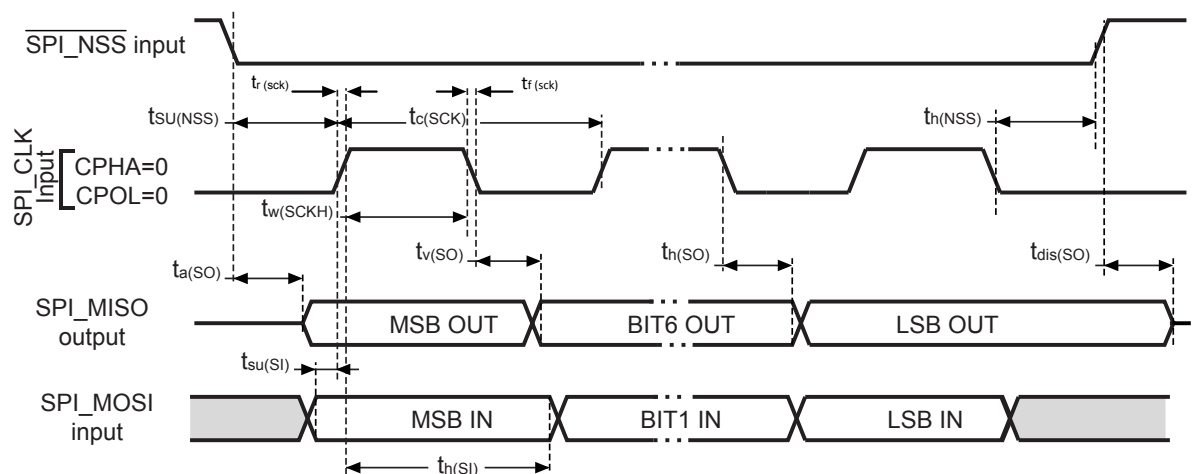 SPI_NSS input
tr(sck)
tf(sck)
tSU(NSS)
tc(SCK)
th(NSS)
SPI_CLK
Input
CPHA=0
CPOL=0
tw(SCKH)
ta(SO)
tv(SO)
th(SO)
tdis(SO)
SPI_MISO
output
MSB OUT
BIT6 OUT
LSB OUT
tsu(SI)
SPI_MOSI
input
MSB IN
BIT1 IN
LSB IN
th(SI)